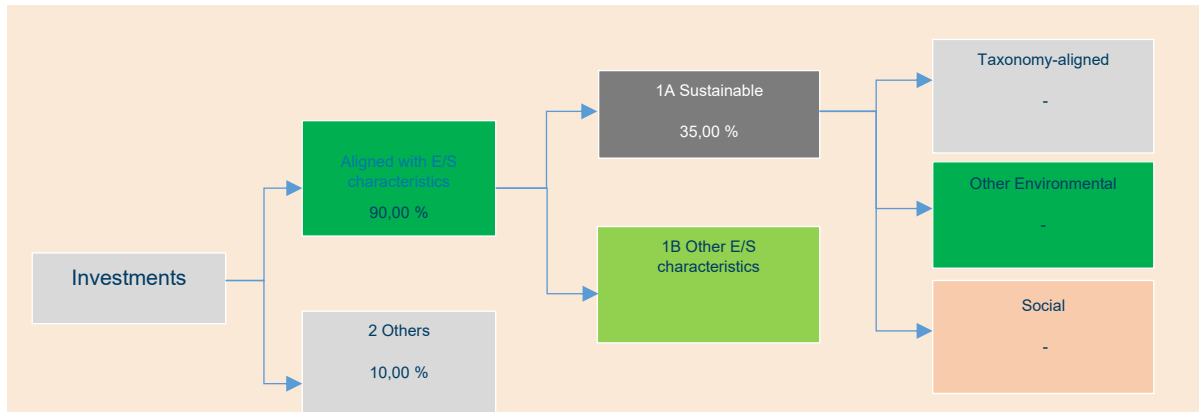 Investments
Aligned with E/S
characteristics
90,00 %
2 Others
10,00 %
1A Sustainable
35,00 %
1B Other E/S
characteristics
Taxonomy-aligned
-
Other Environmental
-
Social
-